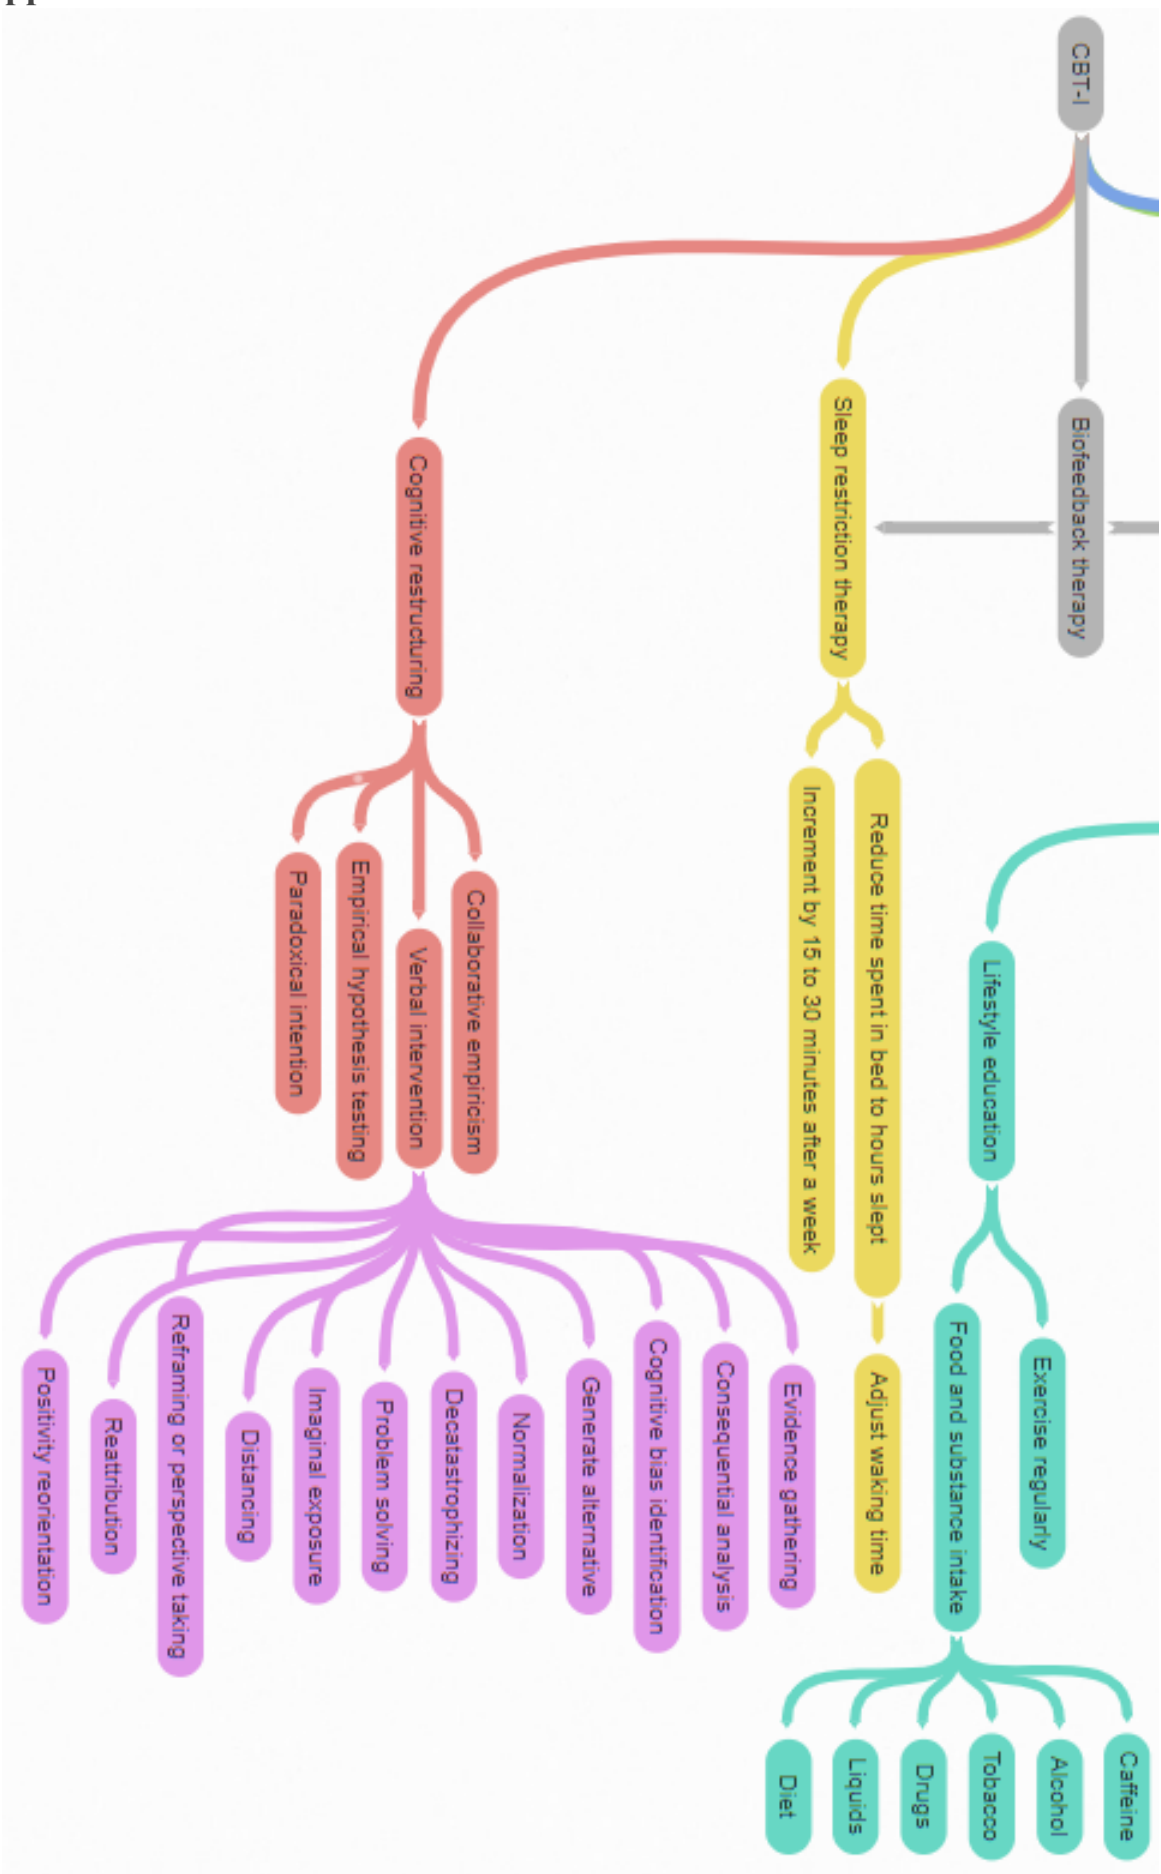 CBT-I
Biofeedback therapy
Sleep restriction therapy
Reduce time spent in bed to hours slept
Adjust waking time
Increment by 15 to 30 minutes after a week
Lifestyle education
Exercise regularly
Food and substance intake
Caffeine
Alcohol
Tobacco
Drugs
Liquids
Diet
Cognitive restructuring
Collaborative empiricism
Verbal intervention
Empirical hypothesis testing
Paradoxical intention
Evidence gathering
Consequential analysis
Cognitive bias identification
Generate alternative
Normalization
Decatastrophizing
Problem solving
Imaginal exposure
Distancing
Reframing or perspective taking
Reattribution
Positivity reorientation